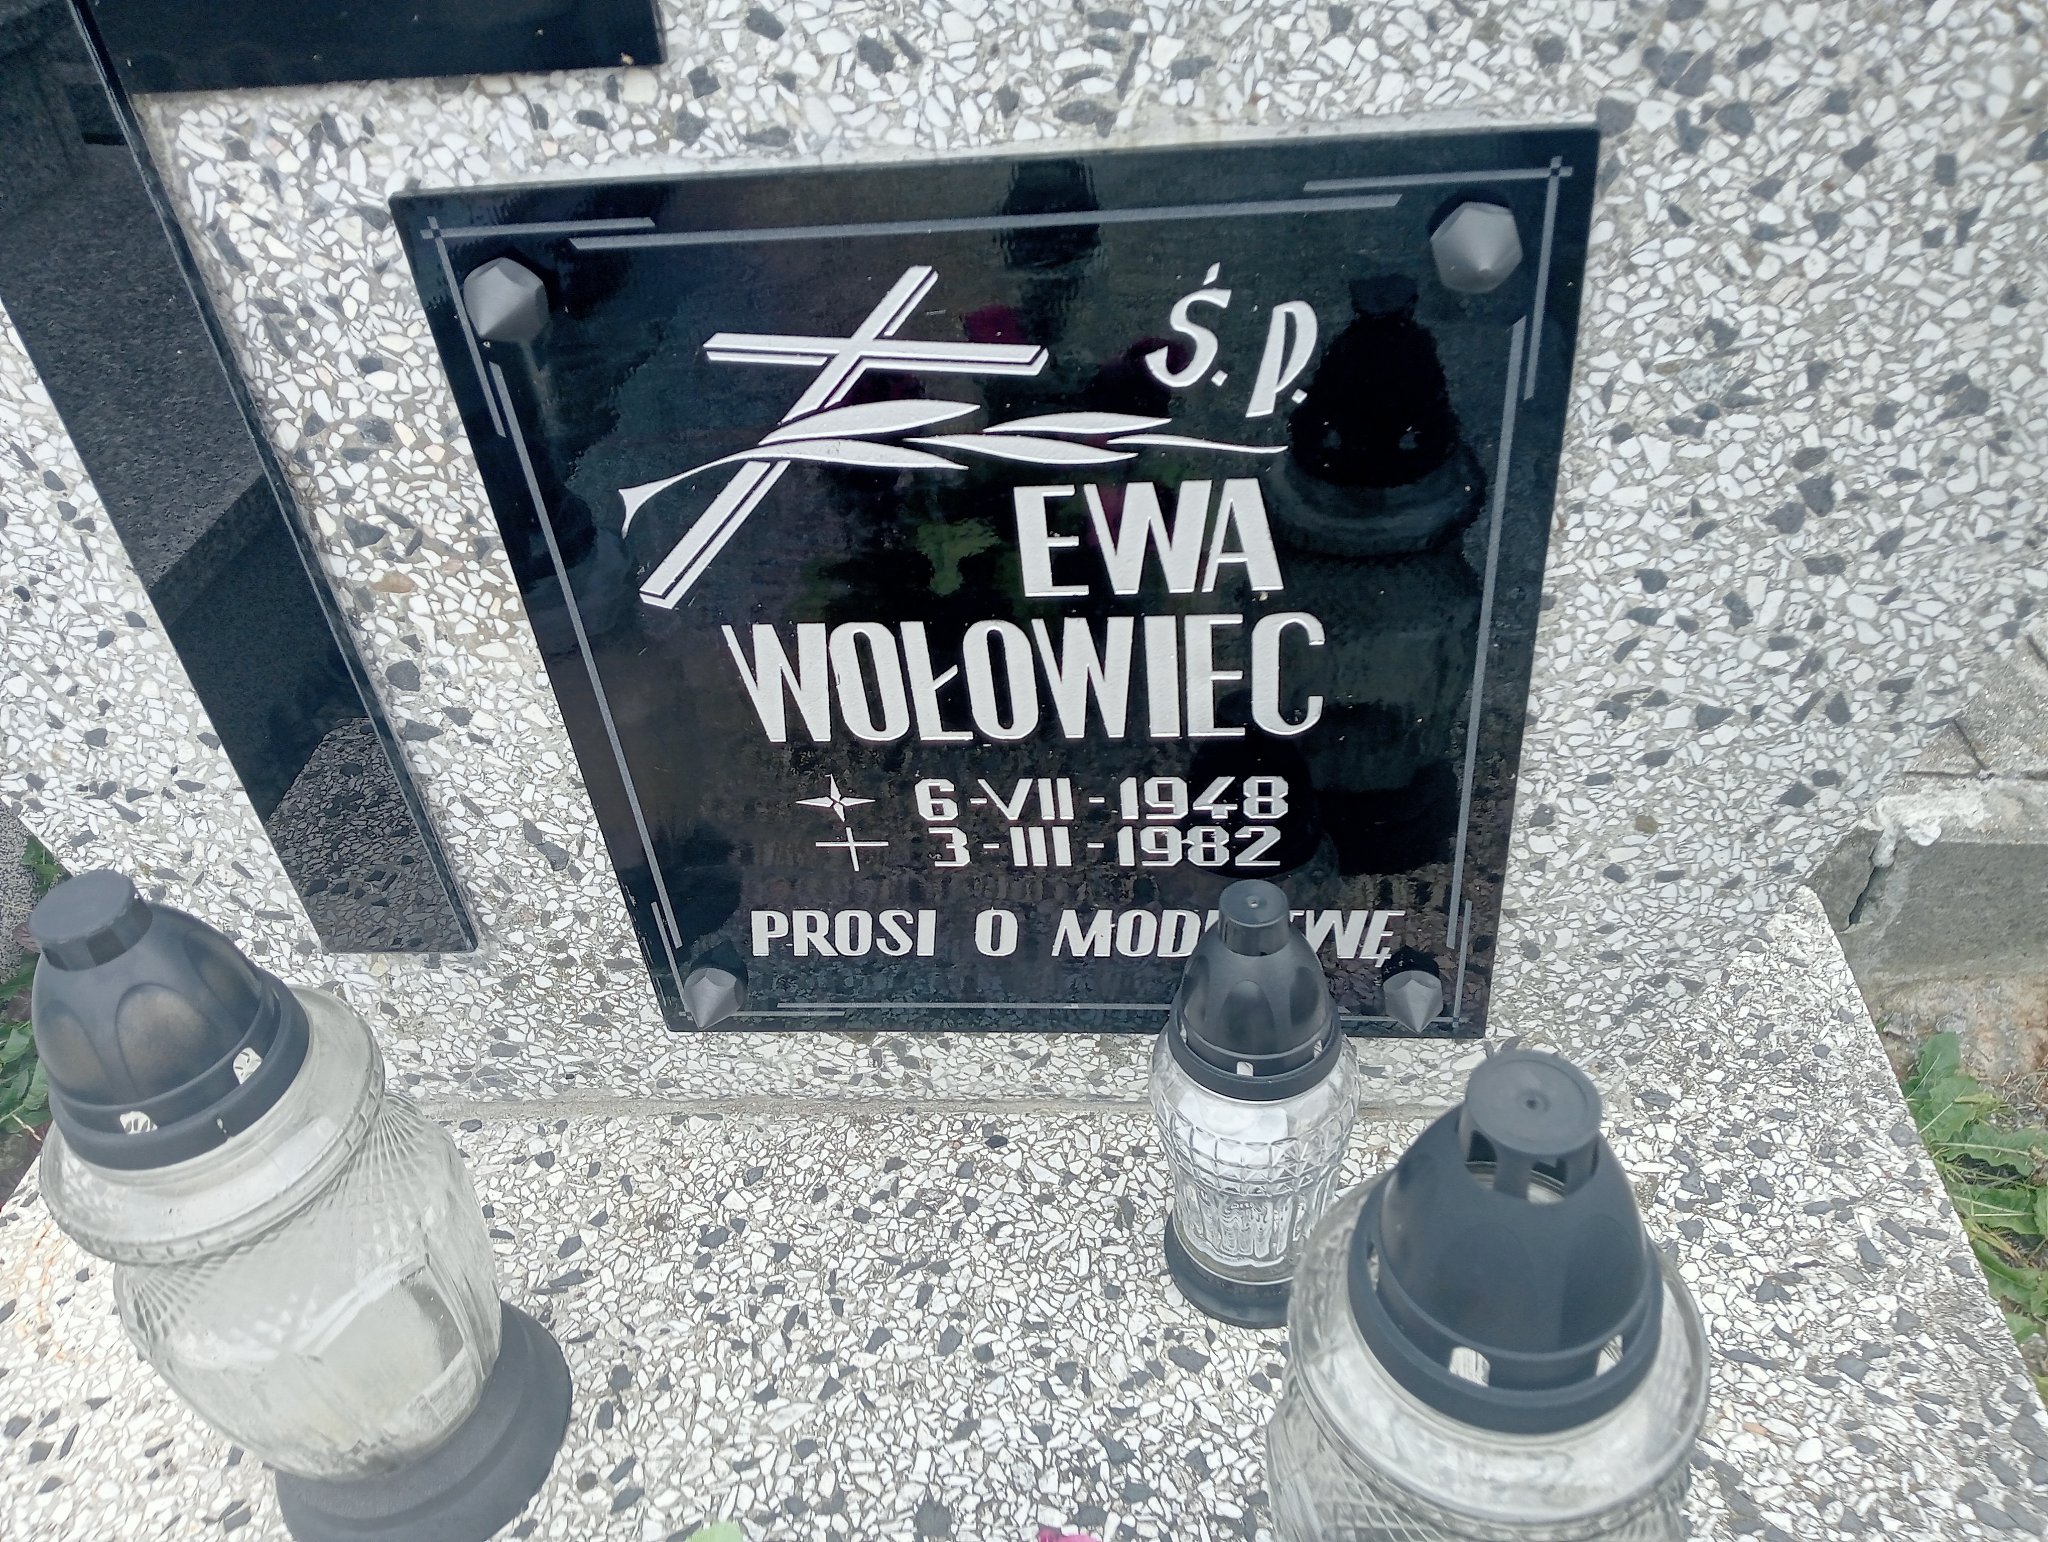 Ś.P.
EWA
WOŁOWIEC
6-VII-1948
3-III-1982
PROSI O